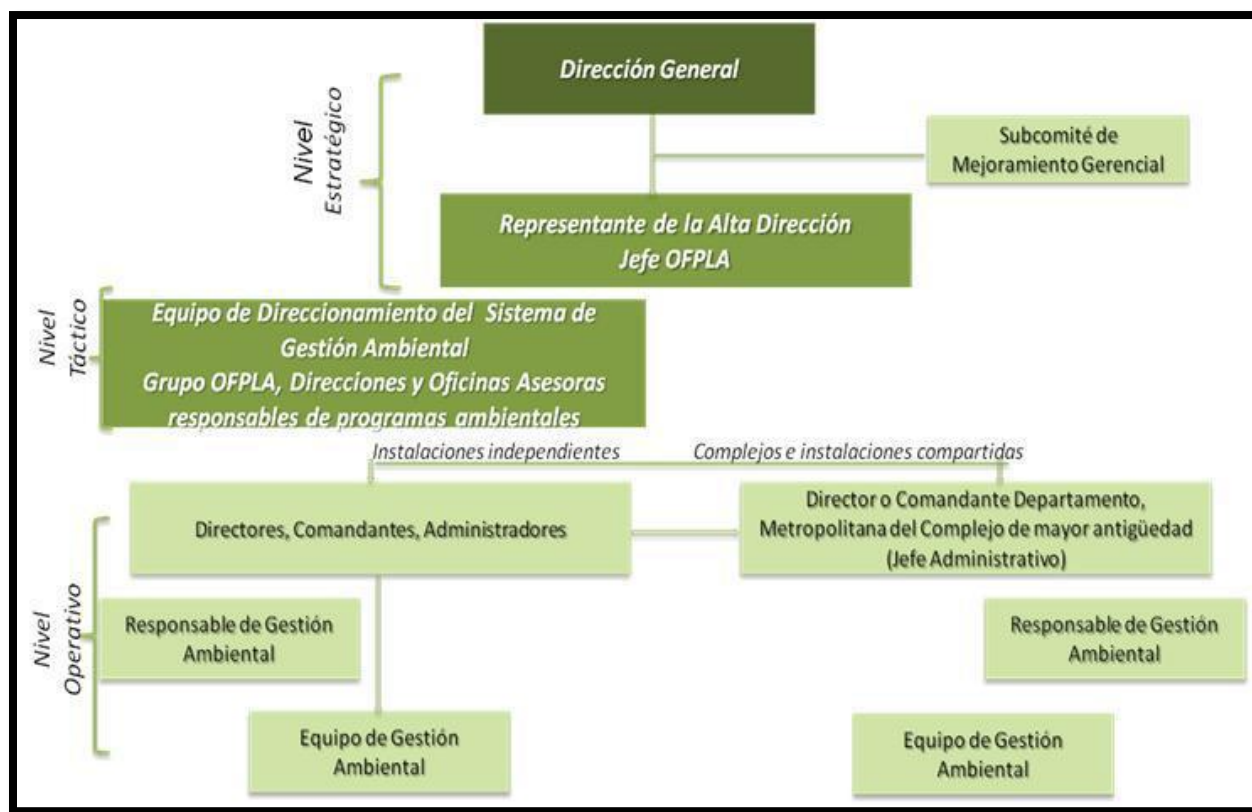 Dirección General
Nivel
Estratégico
Subcomité de
Mejoramiento Gerencial
Representante de la Alta Dirección
Jefe OFPLA
Nivel
Táctico
Equipo de Direccionamiento del Sistema de
Gestión Ambiental
Grupo OFPLA, Direcciones y Oficinas Asesoras
responsables de programas ambientales
Instalaciones independientes
Complejos e instalaciones compartidas
Nivel
Operativo
Directores, Comandantes, Administradores
Director o Comandante Departamento,
Metropolitana del Complejo de mayor antigüedad
(Jefe Administrativo)
Responsable de Gestión
Ambiental
Responsable de Gestión
Ambiental
Equipo de Gestión
Ambiental
Equipo de Gestión
Ambiental